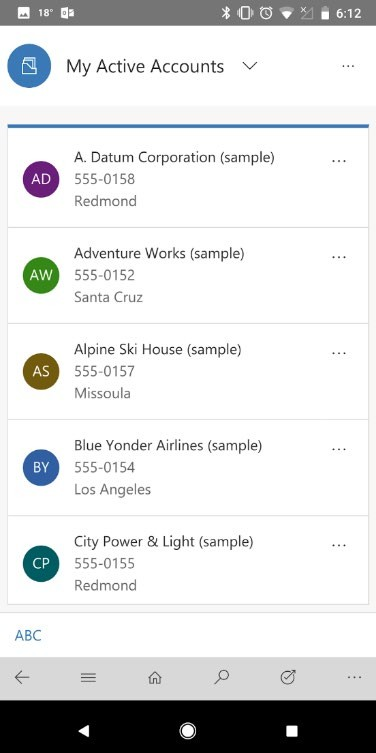 18° 6:12
My Active Accounts
...
A. Datum Corporation (sample) ...
AD 555-0158
Redmond
Adventure Works (sample) ...
AW 555-0152
Santa Cruz
Alpine Ski House (sample) ...
AS 555-0157
Missoula
Blue Yonder Airlines (sample) ...
BY 555-0154
Los Angeles
City Power & Light (sample) ...
CP 555-0155
Redmond
ABC
...